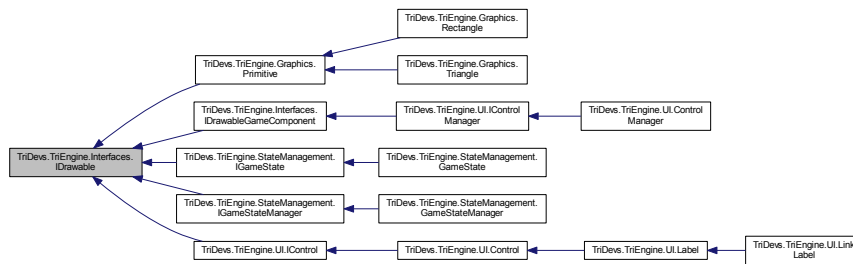 TriDevs.TriEngine.Graphics.
Rectangle
TriDevs.TriEngine.Graphics.
Primitive
TriDevs.TriEngine.Graphics.
Triangle
TriDevs.TriEngine.Interfaces.
IDrawableGameComponent
TriDevs.TriEngine.UI.IControl
Manager
TriDevs.TriEngine.UI.Control
Manager
TriDevs.TriEngine.Interfaces.
IDrawable
TriDevs.TriEngine.StateManagement.
IGameState
TriDevs.TriEngine.StateManagement.
GameState
TriDevs.TriEngine.StateManagement.
IGameStateManager
TriDevs.TriEngine.StateManagement.
GameStateManager
TriDevs.TriEngine.UI.IControl
TriDevs.TriEngine.UI.Control
TriDevs.TriEngine.UI.Label
TriDevs.TriEngine.UI.Link
Label